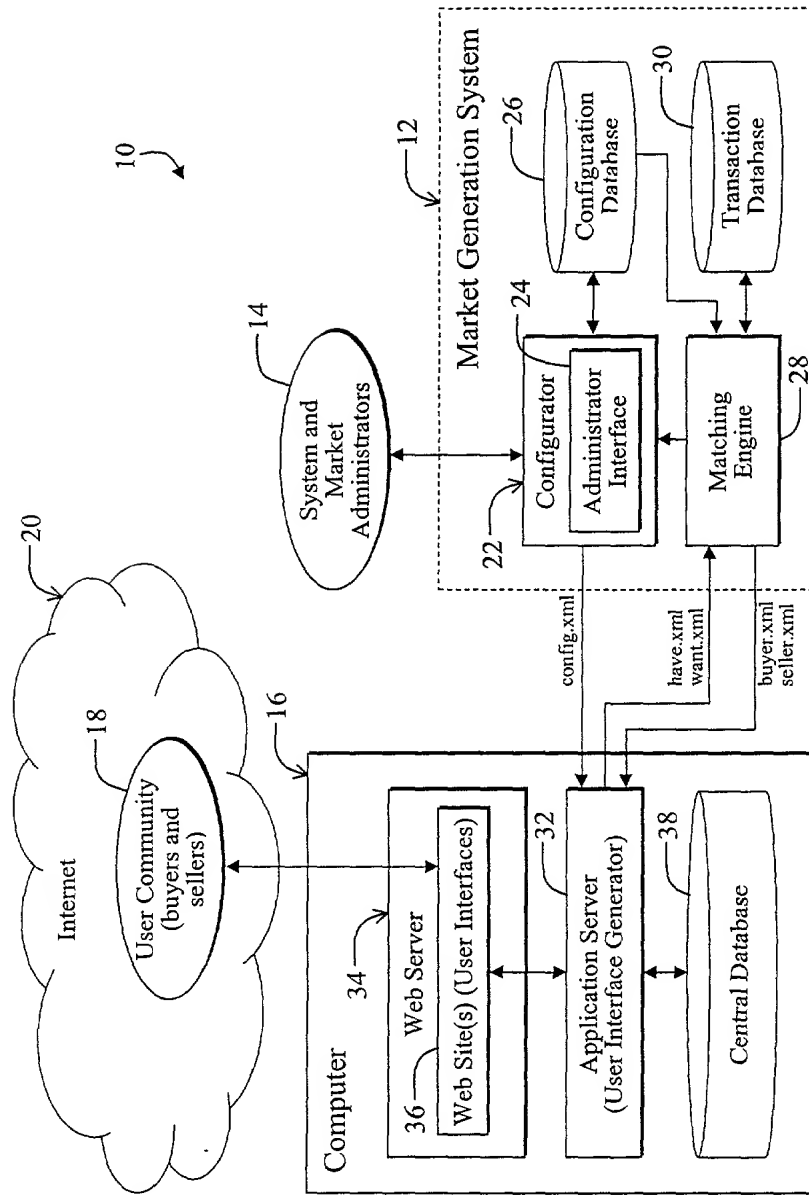 10
20
Internet
18
User Community
(buyers and
sellers)
14
System and
Market
Administrators
16
Computer
34
Web Server
36
Web Site(s) (User Interfaces)
32
Application Server
(User Interface Generator)
38
Central Database
config.xml
have.xml
want.xml
buyer.xml
seller.xml
12
Market Generation System
22
Configurator
24
Administrator
Interface
26
Configuration
Database
28
Matching
Engine
30
Transaction
Database